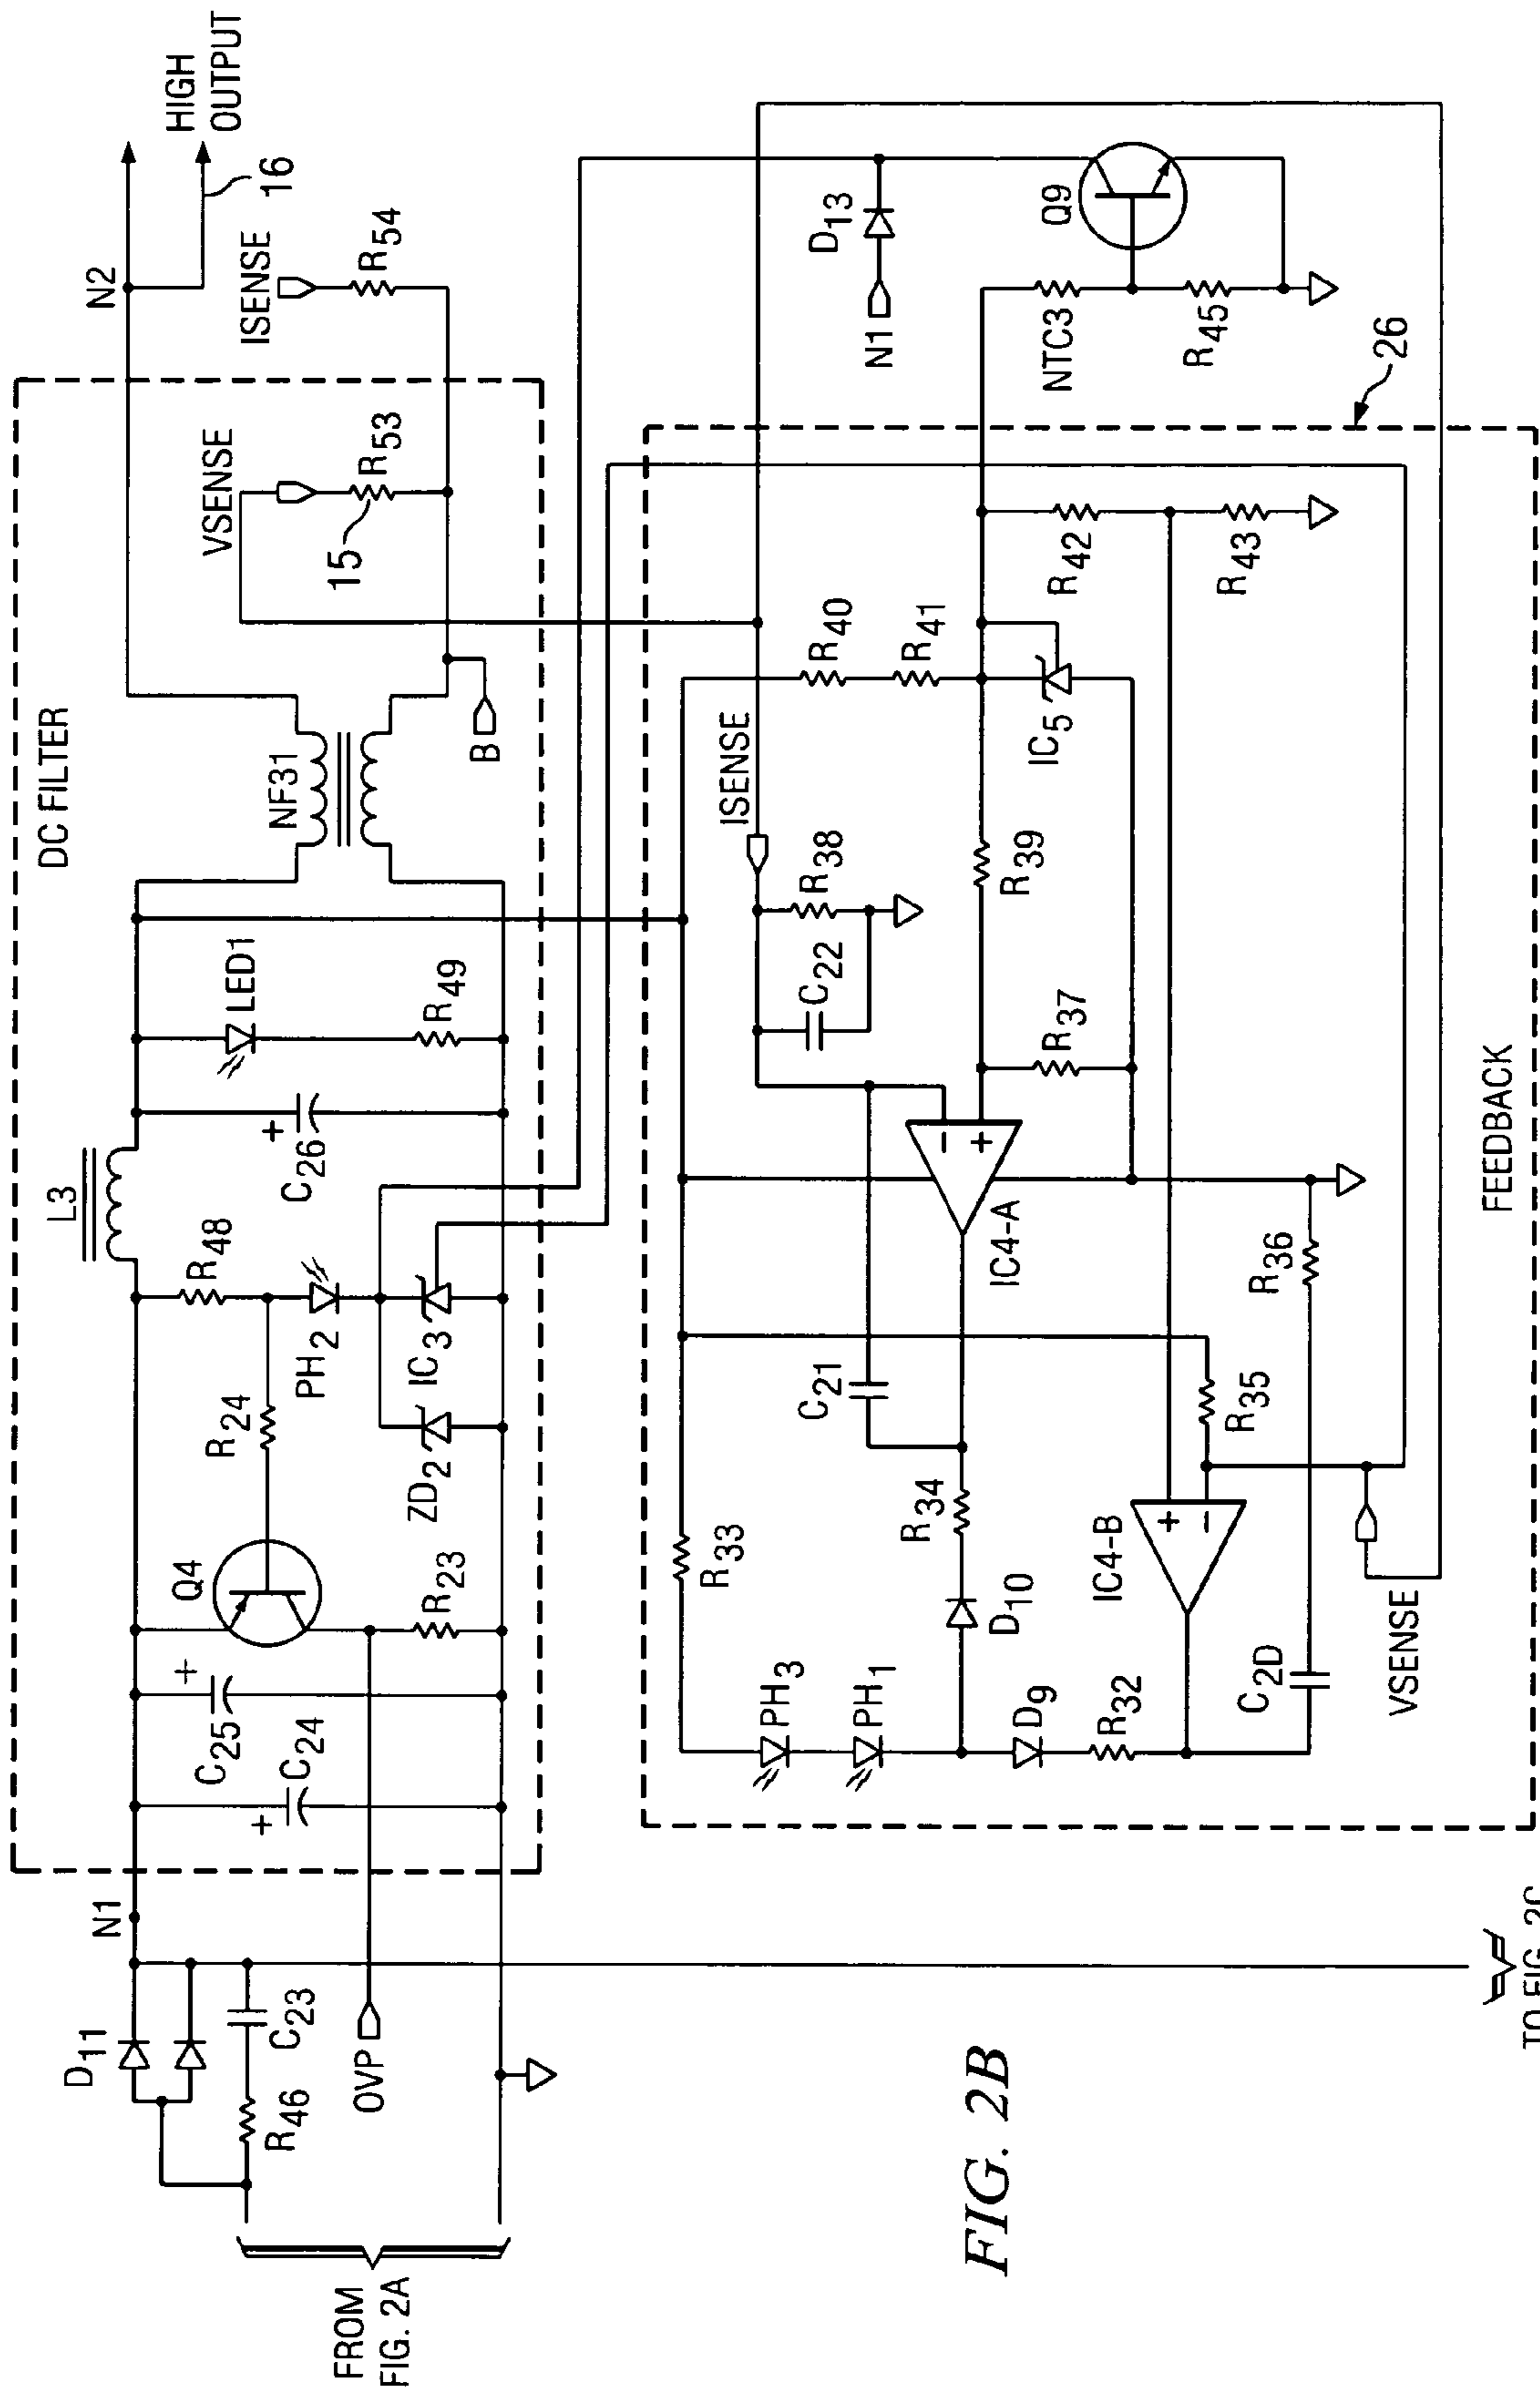 DC FILTER
FROM
FIG. 2A
D11
R46
C23
N1
OVP
C24
C25
Q4
R23
R24
R48
PH2
ZD2
IC3
L3
C26
LED1
R49
NF31
B
VSENSE
15
R53
ISENSE
R54
N2
16
HIGH
OUTPUT
+
+
+
26
FEEDBACK
PH3
PH1
D9
R32
D10
R34
R33
C21
IC4-A
-
+
IC4-B
+
-
C2D
R36
R35
VSENSE
C22
R38
ISENSE
R37
R39
R40
R41
IC5
R42
R43
NTC3
R45
N1
D13
Q9
FIG. 2B
TO FIG. 2C